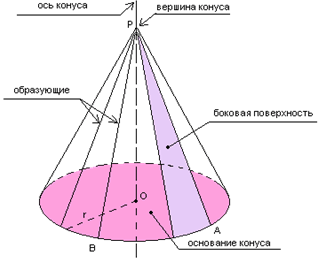 ось конуса
вершина конуса
P
образующие
боковая поверхность
O
r
A
B
основание конуса